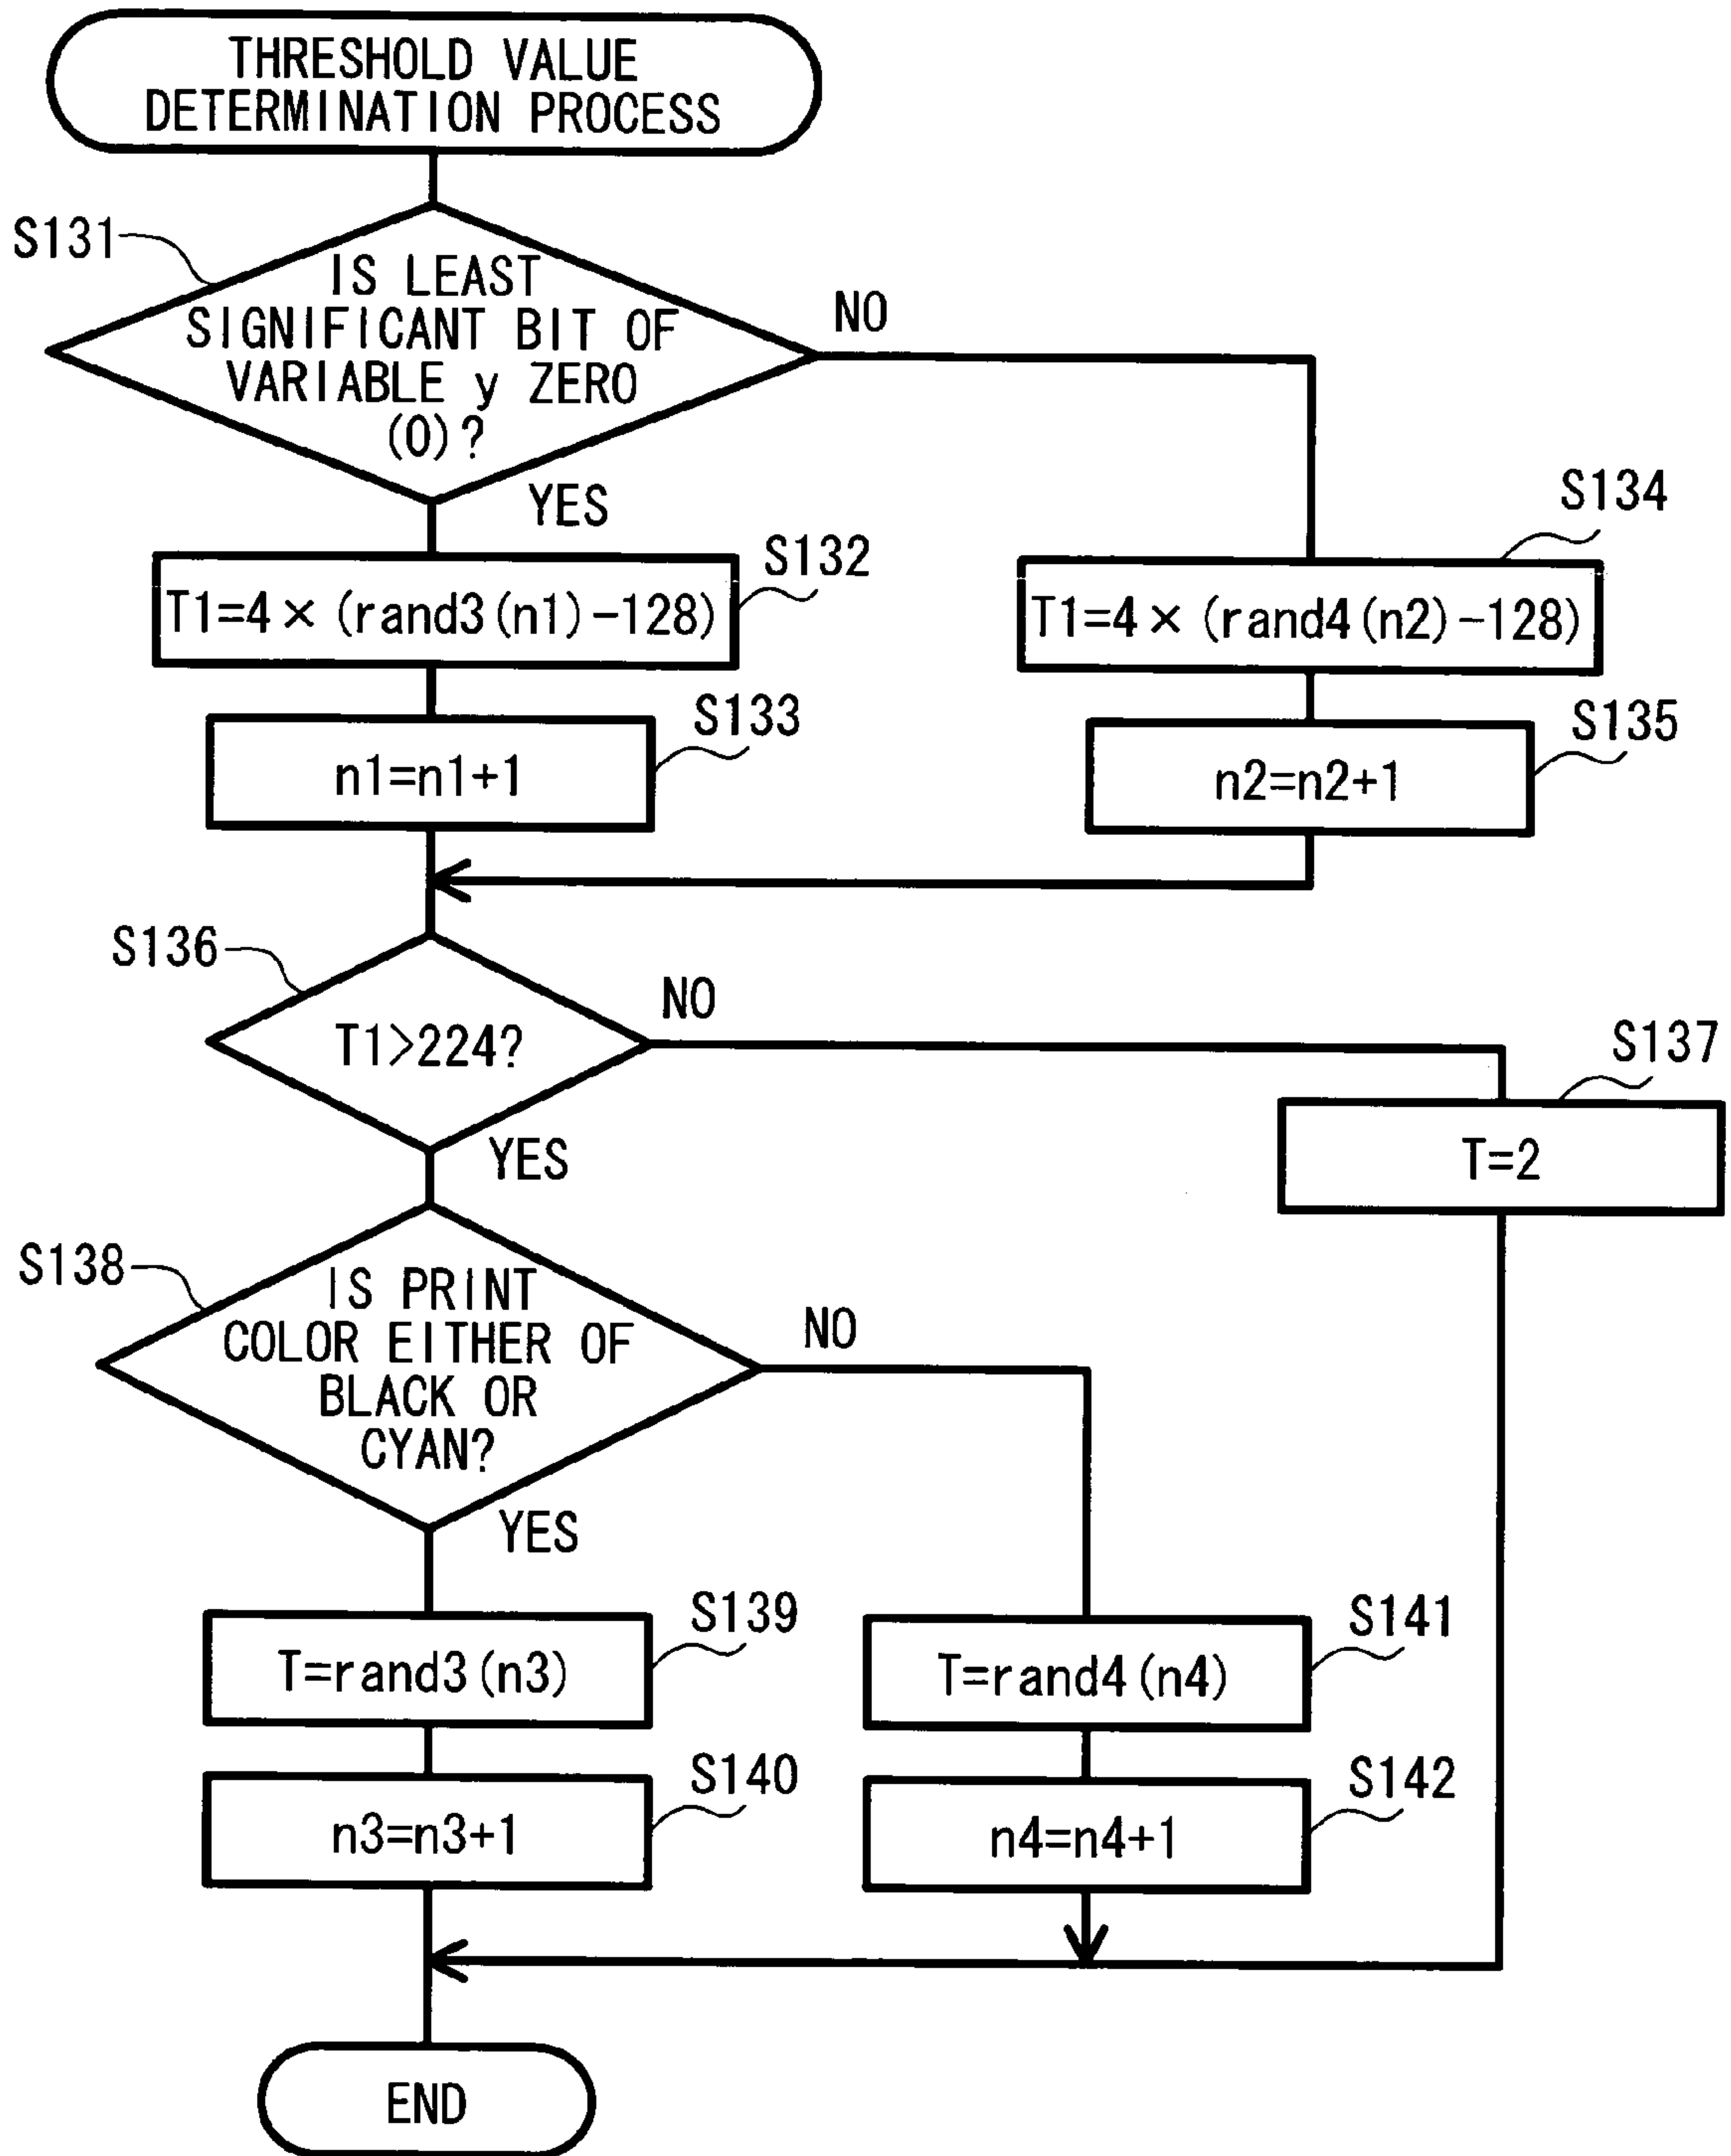 THRESHOLD VALUE
DETERMINATION PROCESS
S131
IS LEAST
SIGNIFICANT BIT OF
VARIABLE y ZERO
(0)?
NO
YES
S132
T1=4×(rand3(n1)-128)
S134
T1=4×(rand4(n2)-128)
S133
n1=n1+1
S135
n2=n2+1
S136
T1>224?
NO
YES
S137
T=2
S138
IS PRINT
COLOR EITHER OF
BLACK OR
CYAN?
NO
YES
S139
T=rand3(n3)
S141
T=rand4(n4)
S140
n3=n3+1
S142
n4=n4+1
END